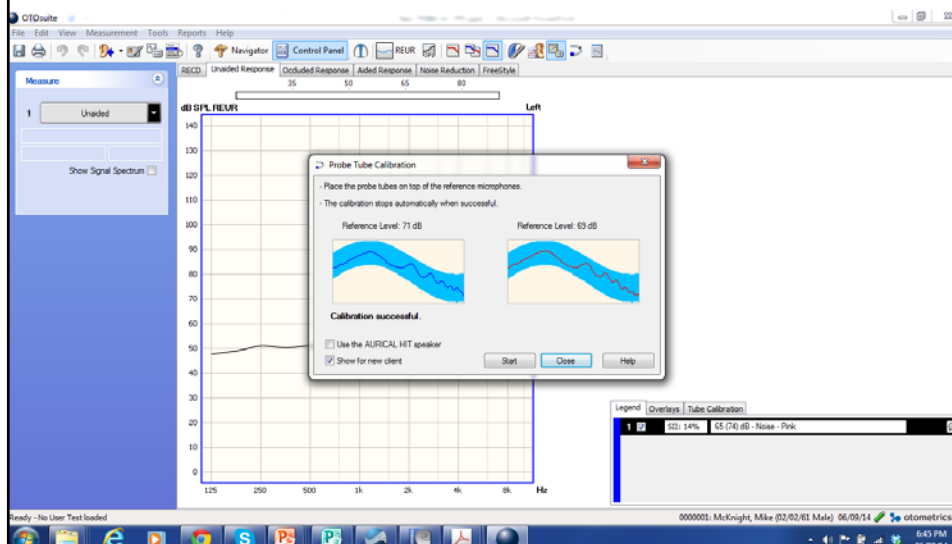 OTOsuite
File Edit View Measurement Tools Reports Help
Navigator Control Panel REUR
RECD Unaided Response Occluded Response Aided Response Noise Reduction FreeStyle
Measure
35 50 65 80
1 Unaided
dB SPL REUR Left
Show Signal Spectrum
140
130
120
110
100
90
80
70
60
50
40
30
20
10
0
125 250 500 1k 2k 4k 8k Hz
Probe Tube Calibration
- Place the probe tubes on top of the reference microphones.
- The calibration stops automatically when successful.
Reference Level: 71 dB Reference Level: 69 dB
Calibration successful.
Use the AURICAL HIT speaker
Show for new client Start Close Help
Legend Overlays Tube Calibration
1 SII: 14% 65 (74) dB - Noise - Pink
Ready - No User Test loaded 0000001: McKnight, Mike (02/02/61 Male) 06/09/14 otometrics
6:45 PM